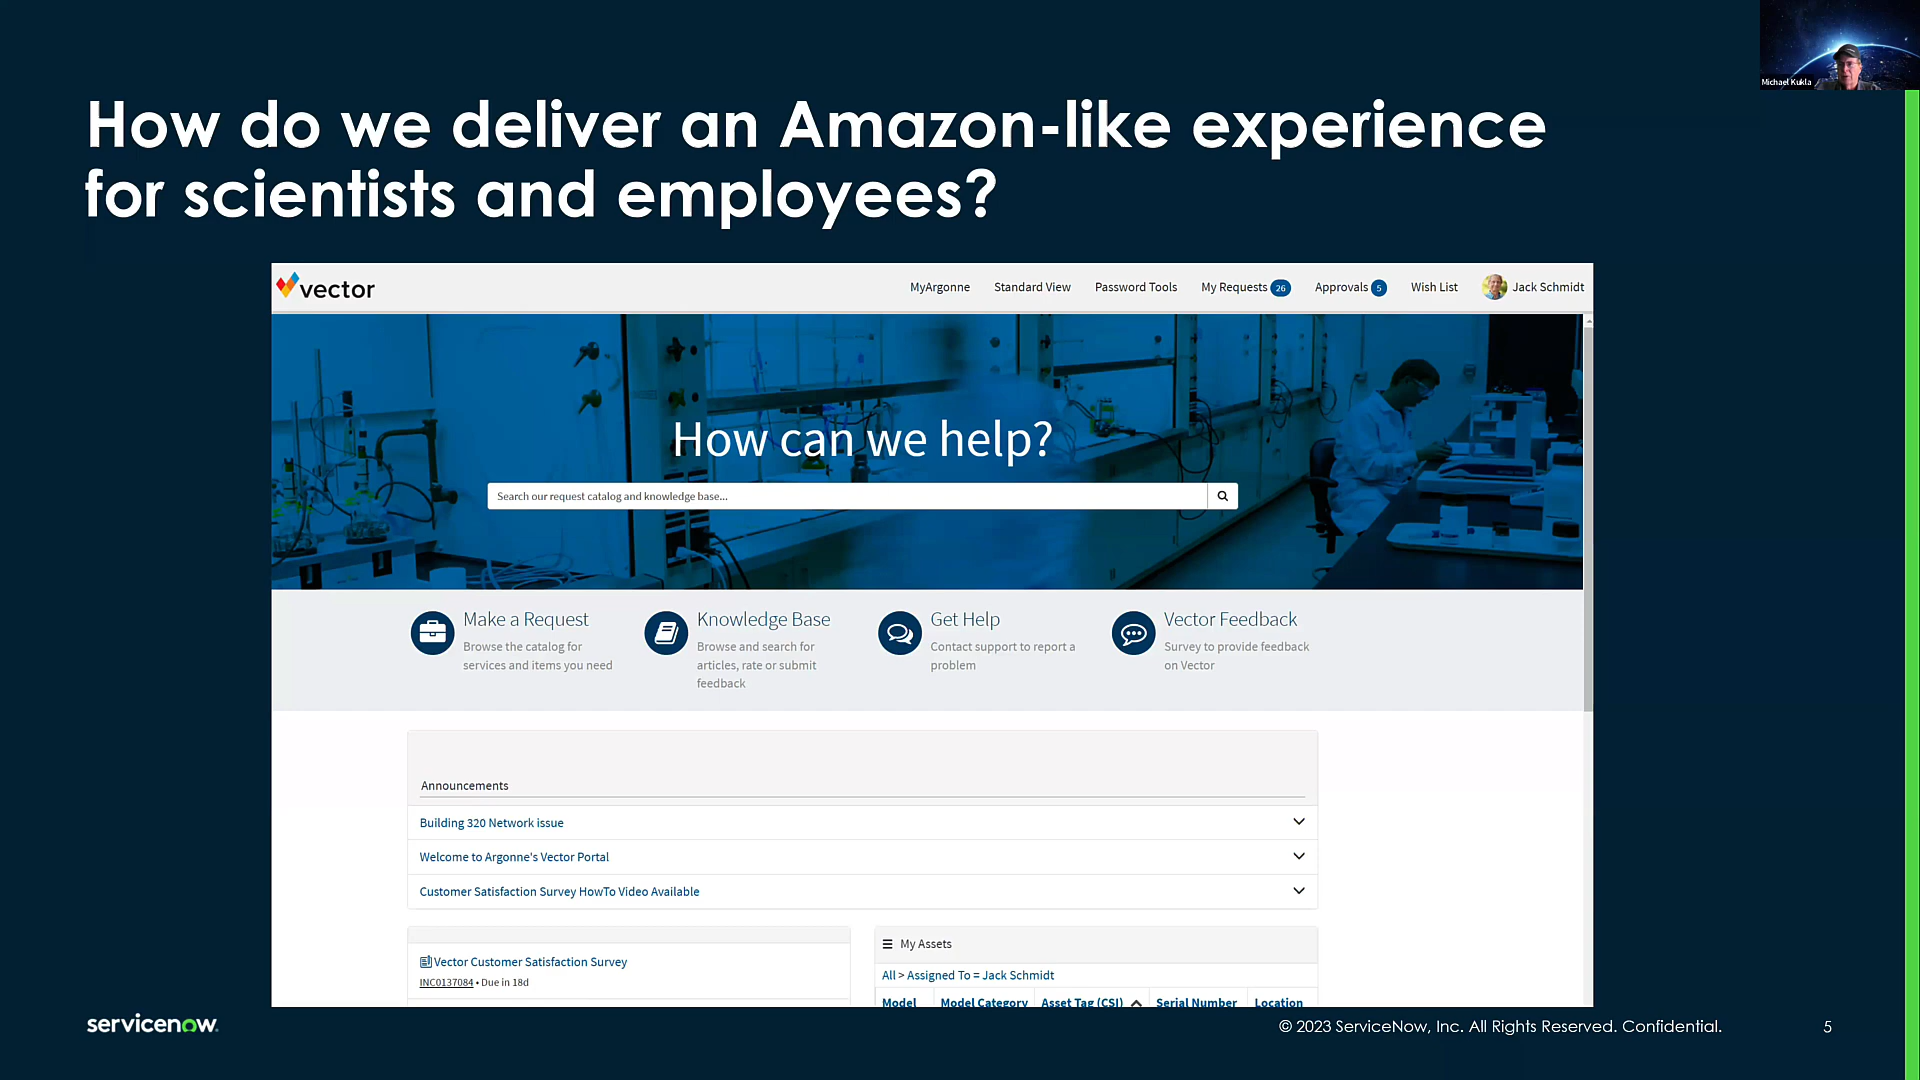 Michael Kukla
How do we deliver an Amazon-like experience
for scientists and employees?
vector
MyArgonne Standard View Password Tools My Requests 26 Approvals 5 Wish List Jack Schmidt
How can we help?
Search our request catalog and knowledge base...
Make a Request
Browse the catalog for
services and items you need
Knowledge Base
Browse and search for
articles, rate or submit
feedback
Get Help
Contact support to report a
problem
Vector Feedback
Survey to provide feedback
on Vector
Announcements
Building 320 Network issue
Welcome to Argonne's Vector Portal
Customer Satisfaction Survey HowTo Video Available
Vector Customer Satisfaction Survey
INC0137084 • Due in 18d
My Assets
All > Assigned To = Jack Schmidt
Model Model Category Asset Tag (CSI) Serial Number Location
servicenow.
© 2023 ServiceNow, Inc. All Rights Reserved. Confidential.
5